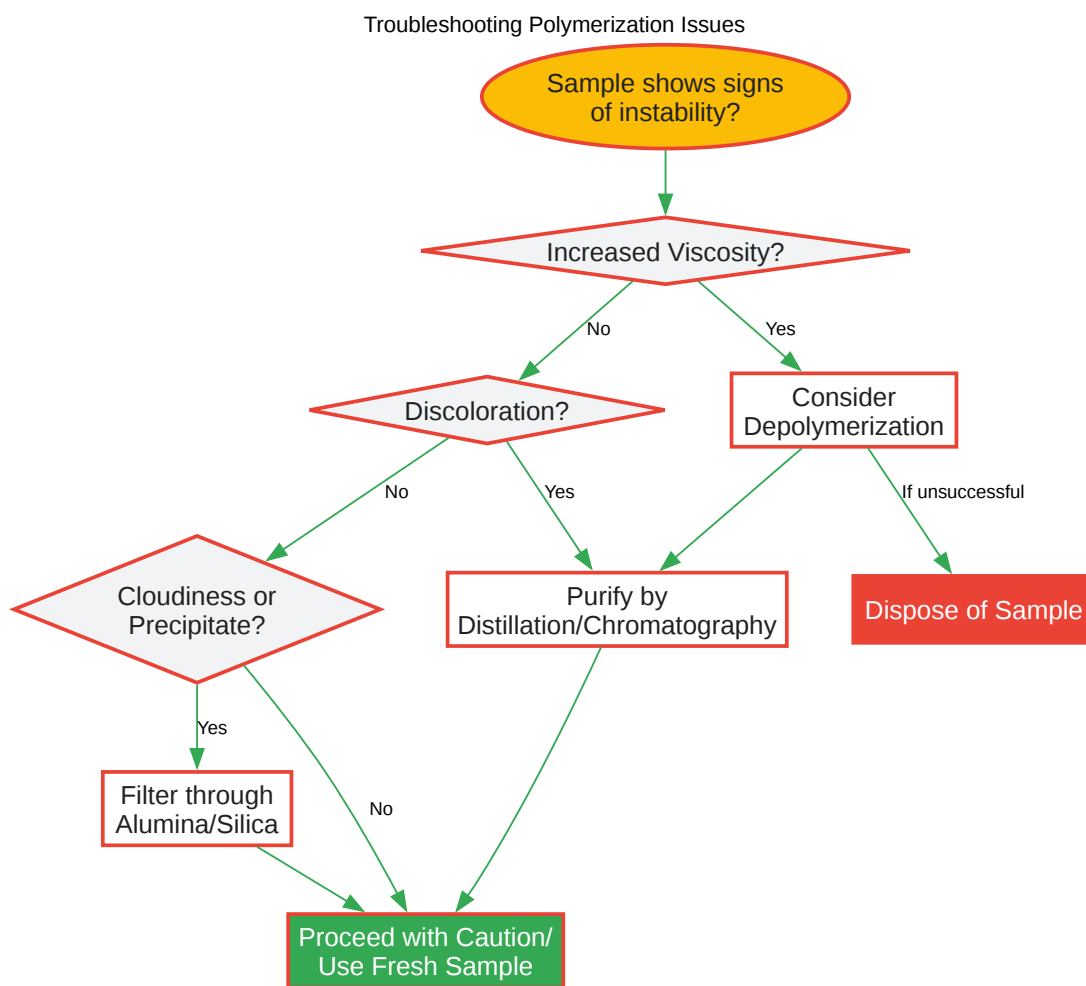 Troubleshooting Polymerization Issues
Sample shows signs
of instability?
Increased Viscosity?
No
Yes
Discoloration?
Consider
Depolymerization
No
Yes
If unsuccessful
Cloudiness or
Precipitate?
Purify by
Distillation/Chromatography
Dispose of Sample
Yes
No
Filter through
Alumina/Silica
Proceed with Caution/
Use Fresh Sample